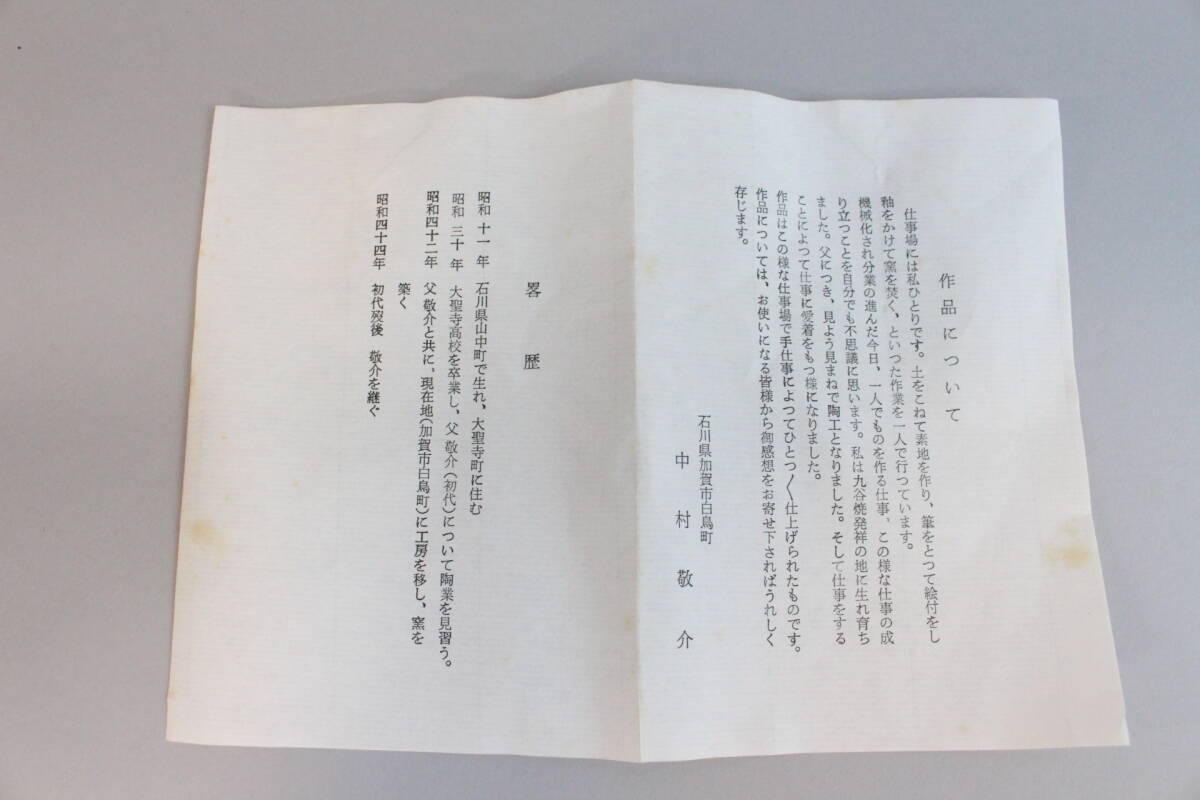 作品について
仕事場には私ひとりです。土をこねて素地を作り、筆をとつて絵付をし
釉をかけて窯を焚く、といつた作業を一人で行つています。
機械化され分業の進んだ今日、一人でものを作る仕事、この様な仕事の成
り立つことを自分でも不思議に思います。私は九谷焼発祥の地に生れ育ち
ました。父につき、見よう見まねで陶工となりました。そして仕事をする
ことによつて仕事に愛着をもつ様になりました。
作品はこの様な仕事場で手仕事によつてひとつ〳〵仕上げられたものです。
作品については、お使いになる皆様から御感想をお寄せ下さればうれしく
存じます。
石川県加賀市白鳥町
中村敬介
畧歴
昭和十一年 石川県山中町で生れ、大聖寺町に住む
昭和三十年 大聖寺高校を卒業し、父敬介(初代)について陶業を見習う。
昭和四十二年 父敬介と共に、現在地(加賀市白鳥町)に工房を移し、窯を
築く
昭和四十四年 初代歿後 敬介を継ぐ